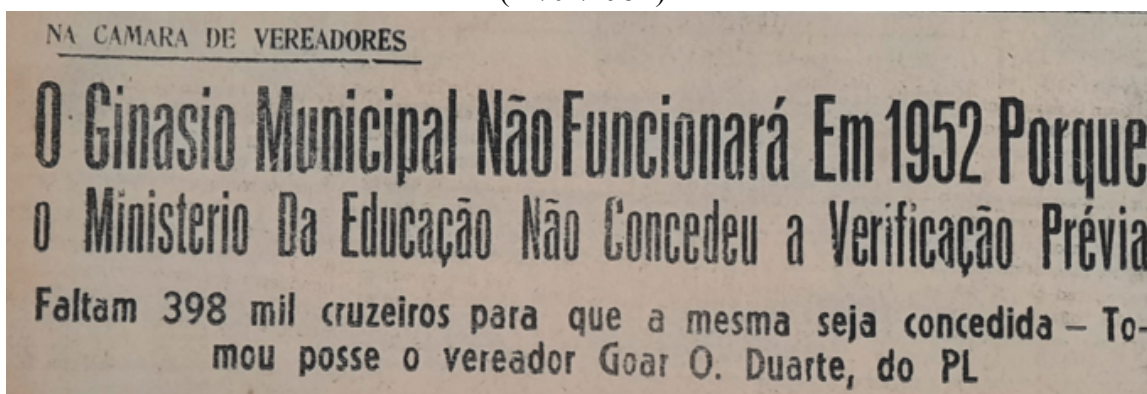 NA CAMARA DE VEREADORES
O Ginasio Municipal Não Funcionará Em 1952 Porque
o Ministerio Da Educação Não Concedeu a Verificação Prévia
Faltam 398 mil cruzeiros para que a mesma seja concedida – To-
mou posse o vereador Goar O. Duarte, do PL